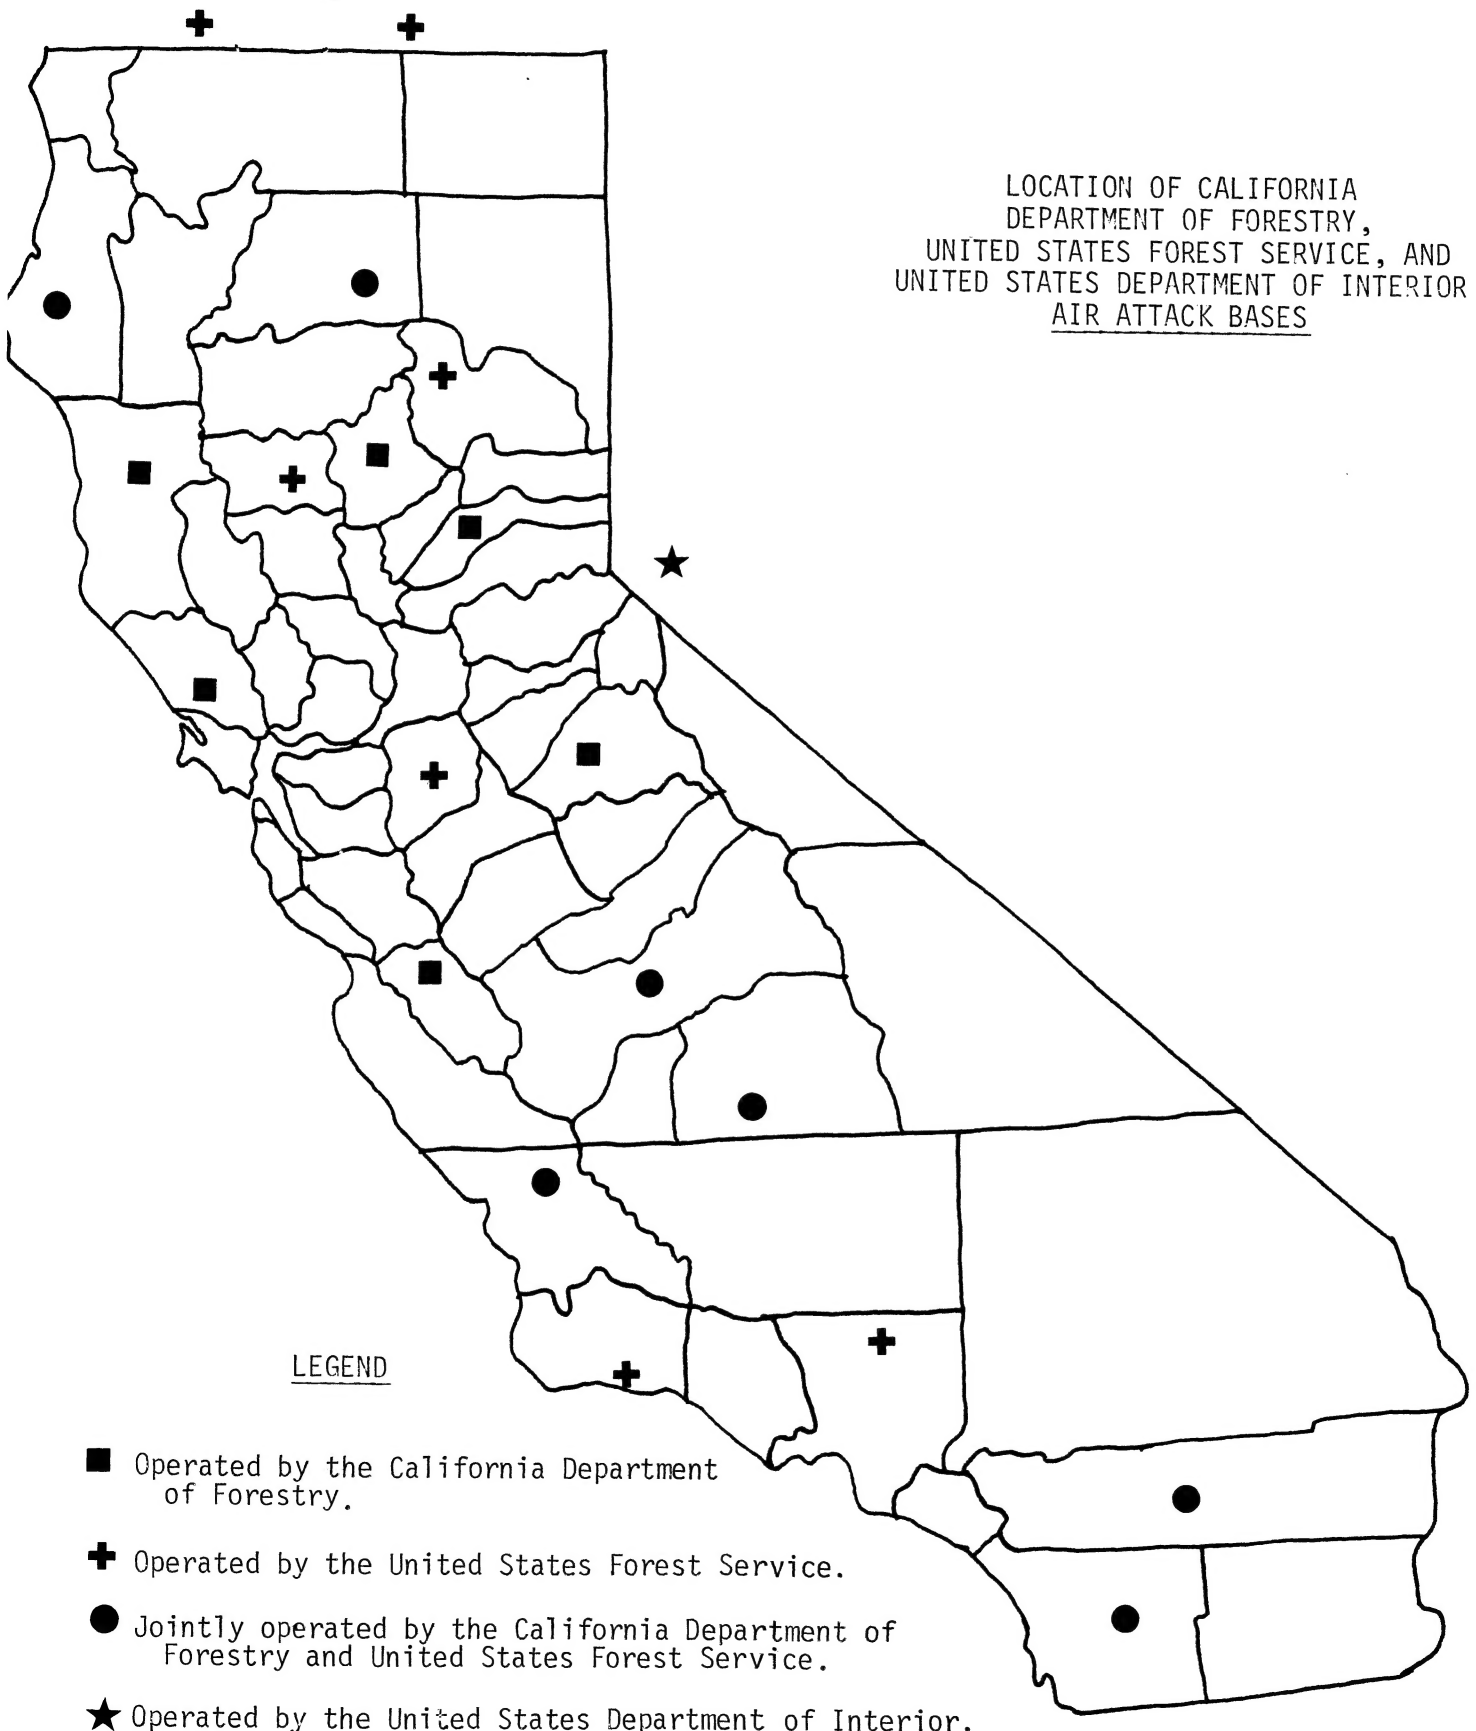 LOCATION OF CALIFORNIA
DEPARTMENT OF FORESTRY,
UNITED STATES FOREST SERVICE, AND
UNITED STATES DEPARTMENT OF INTERIOR
AIR ATTACK BASES
LEGEND
Operated by the California Department
of Forestry.
Operated by the United States Forest Service.
Jointly operated by the California Department of
Forestry and United States Forest Service.
Operated by the United States Department of Interior.